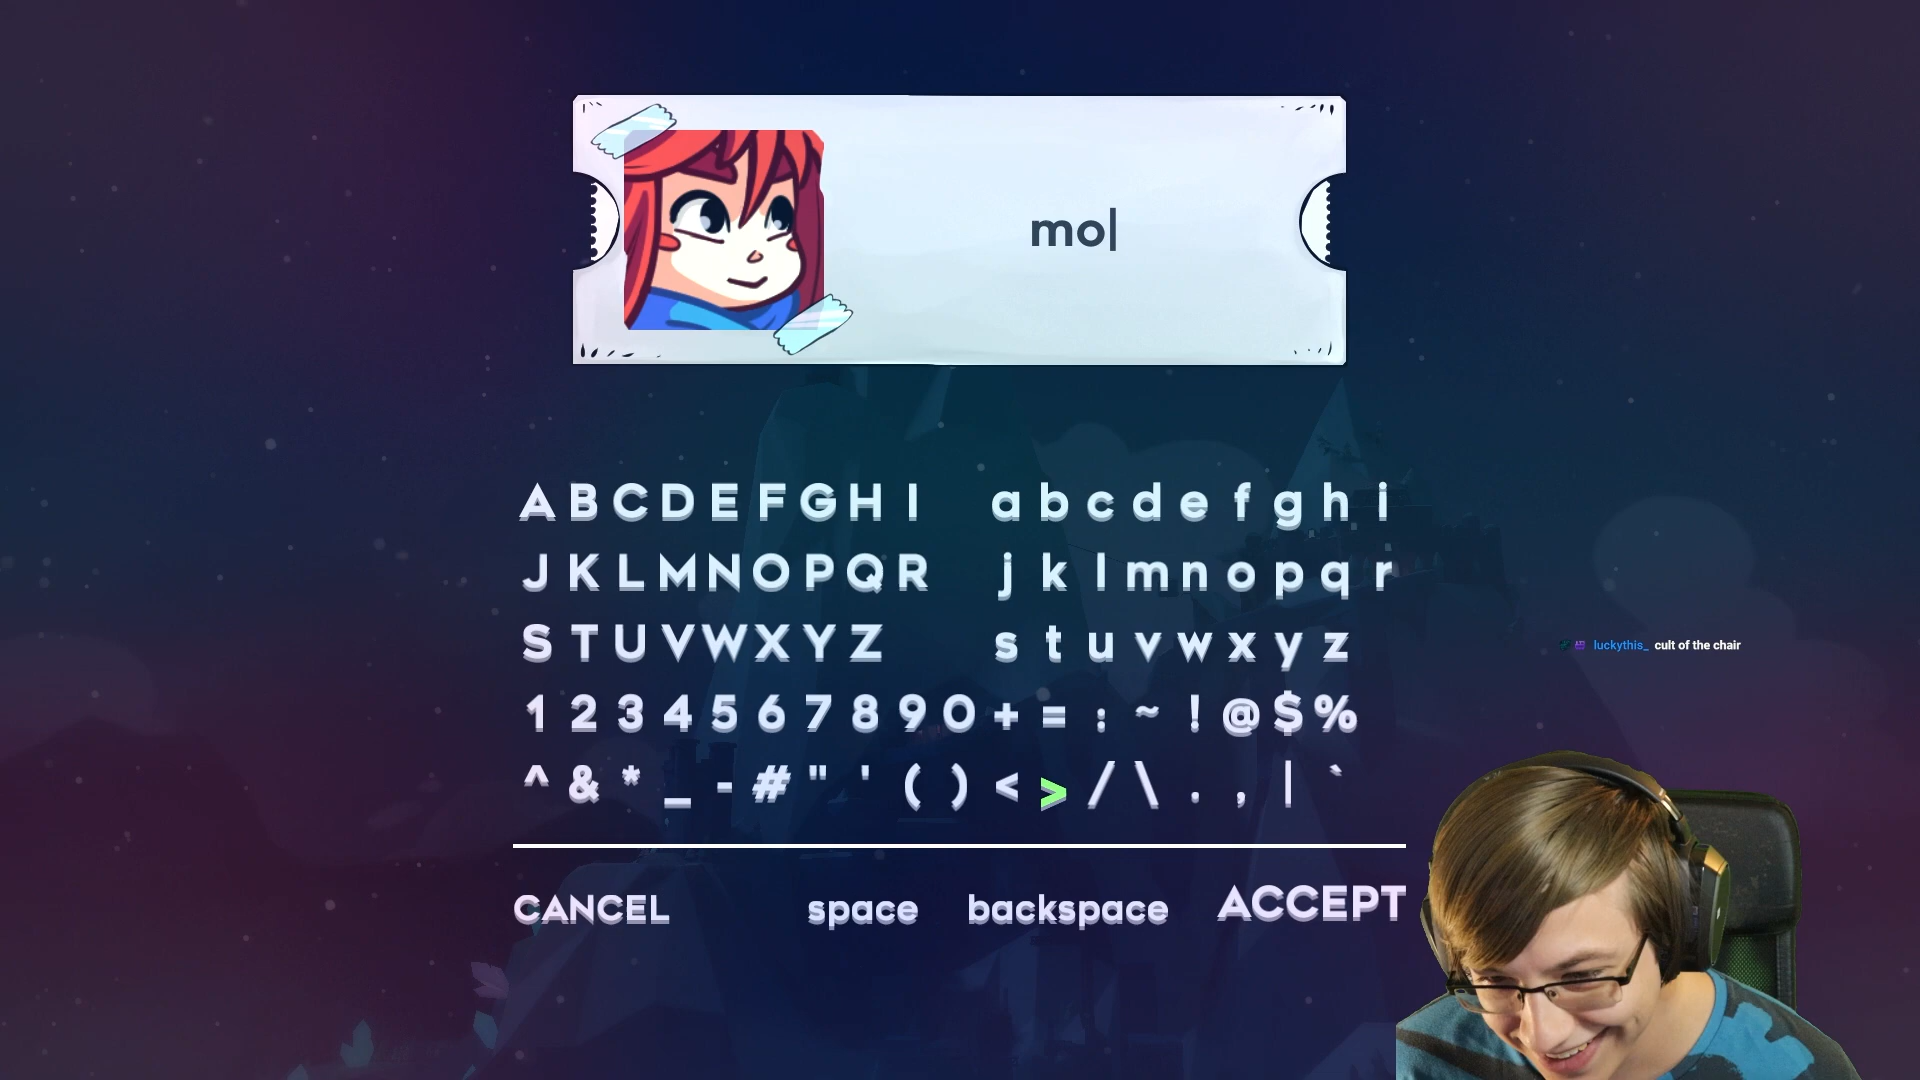 mo|
A B C D E F G H I a b c d e f g h i
J K L M N O P Q R j k l m n o p q r
S T U V W X Y Z s t u v w x y z
1 2 3 4 5 6 7 8 9 0 + = : ~ ! @ $ %
^ & * _ - # " ' ( ) < > / \ . , | `
CANCEL space backspace ACCEPT
luckythis_ cult of the chair